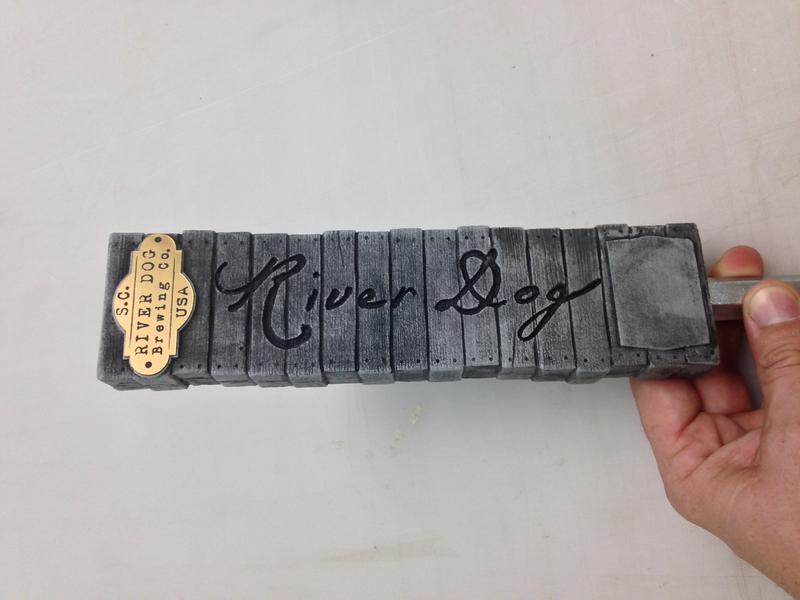 S.C.
RIVER DOG
Brewing Co.
USA
River Dog